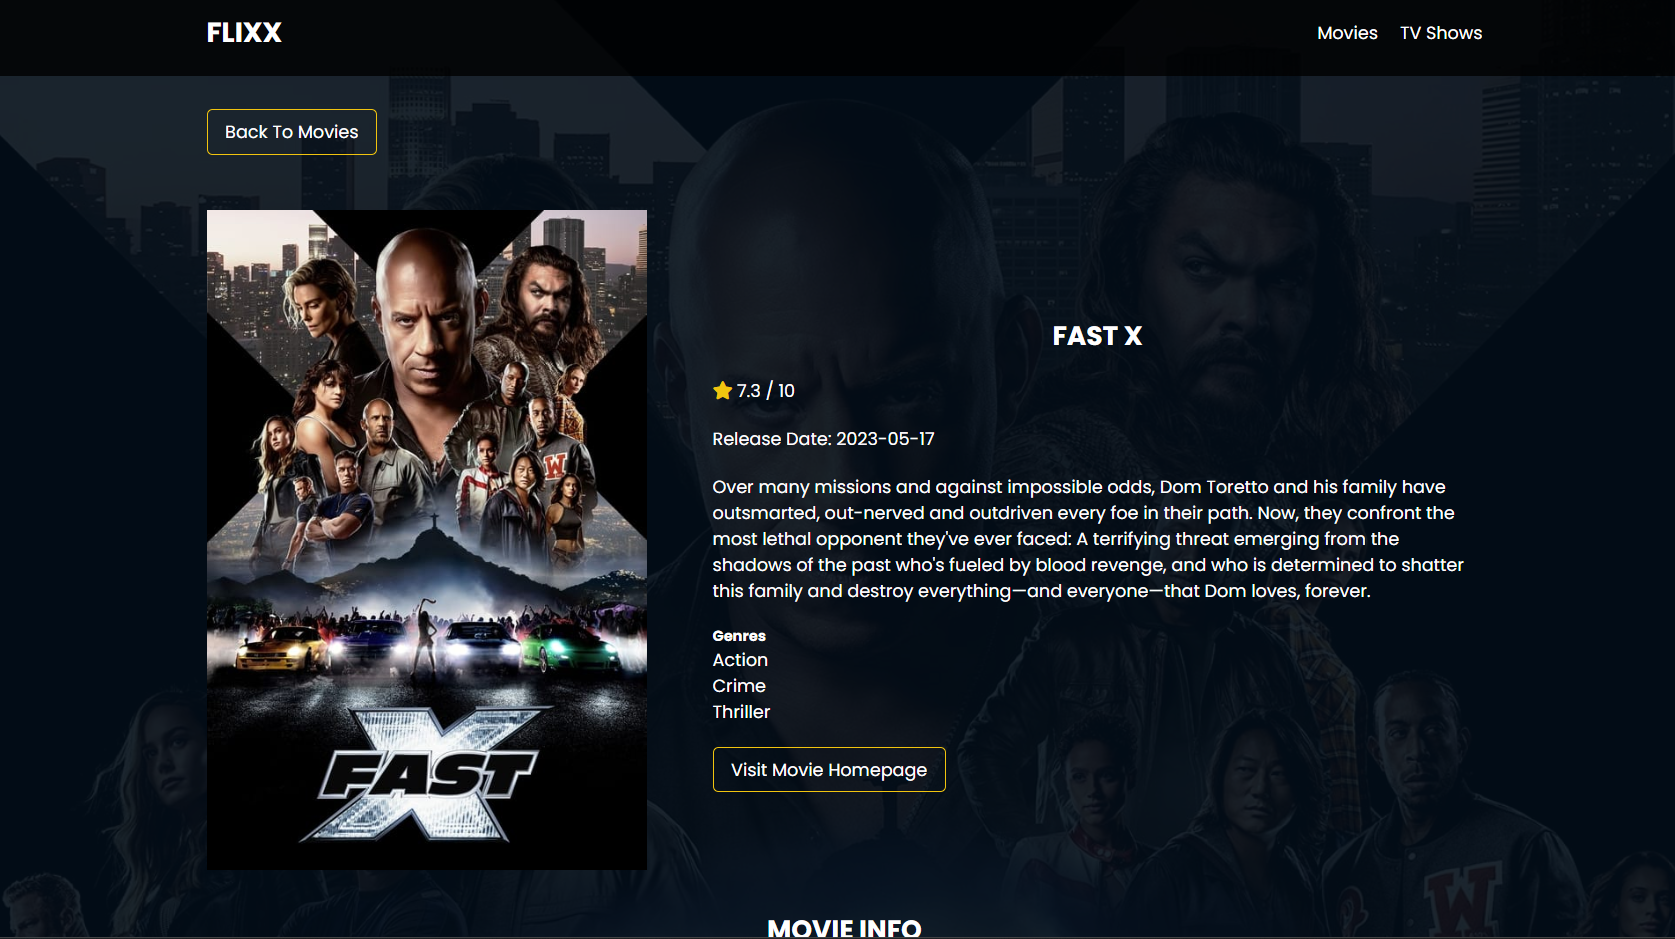 FLIXX
Movies TV Shows
Back To Movies
FAST X
7.3 / 10
Release Date: 2023-05-17
Over many missions and against impossible odds, Dom Toretto and his family have
outsmarted, out-nerved and outdriven every foe in their path. Now, they confront the
most lethal opponent they've ever faced: A terrifying threat emerging from the
shadows of the past who's fueled by blood revenge, and who is determined to shatter
this family and destroy everything—and everyone—that Dom loves, forever.
Genres
Action
Crime
Thriller
Visit Movie Homepage
W
FAST
X
W
MOVIE INFO